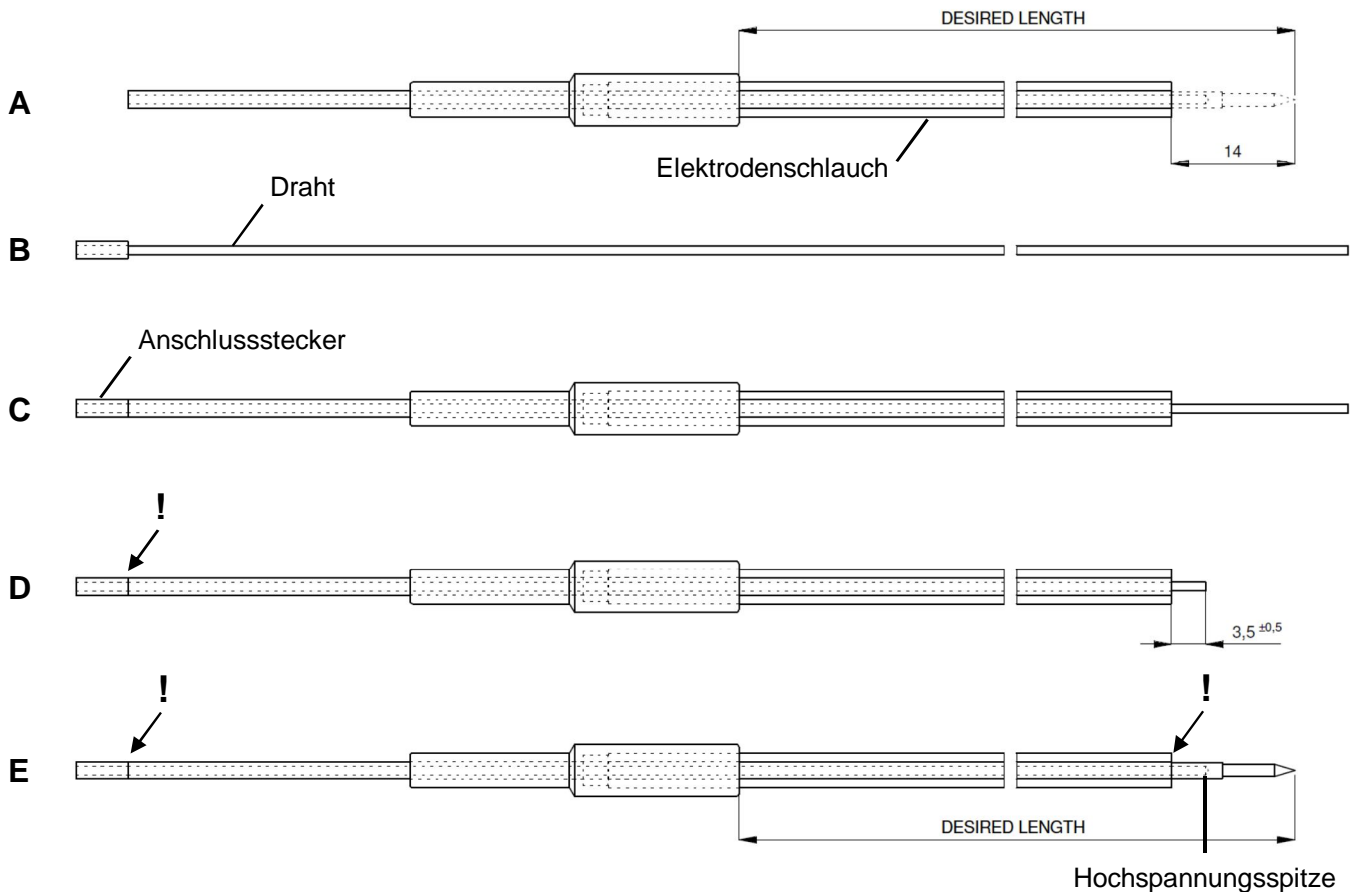 DESIRED LENGTH
A
Elektrodenschlauch
14
Draht
B
Anschlussstecker
C
!
D
3,5 ±0,5
!
!
E
DESIRED LENGTH
Hochspannungsspitze